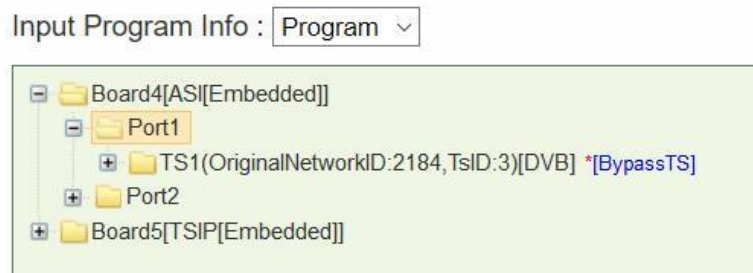 Input Program Info : Program
Board4[ASI[Embedded]]
Port1
TS1(OriginalNetworkID:2184,TsID:3)[DVB] *[BypassTS]
Port2
Board5[TSIP[Embedded]]